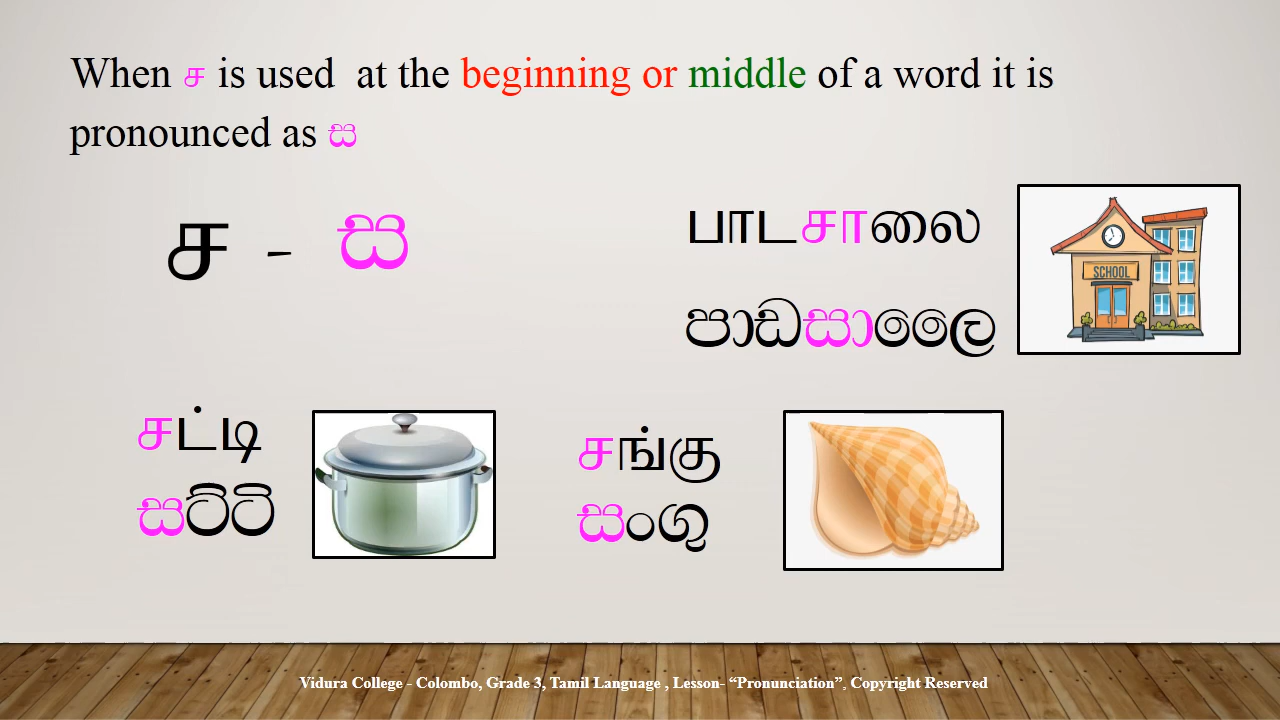 When ச is used at the beginning or middle of a word it is
pronounced as ස
ச - ස
பாடசாலை
පාඩසාලෛ
SCHOOL
சட்டி
සට්ටි
சங்கு
සංගු
Vidura College - Colombo, Grade 3, Tamil Language , Lesson- “Pronunciation”, Copyright Reserved